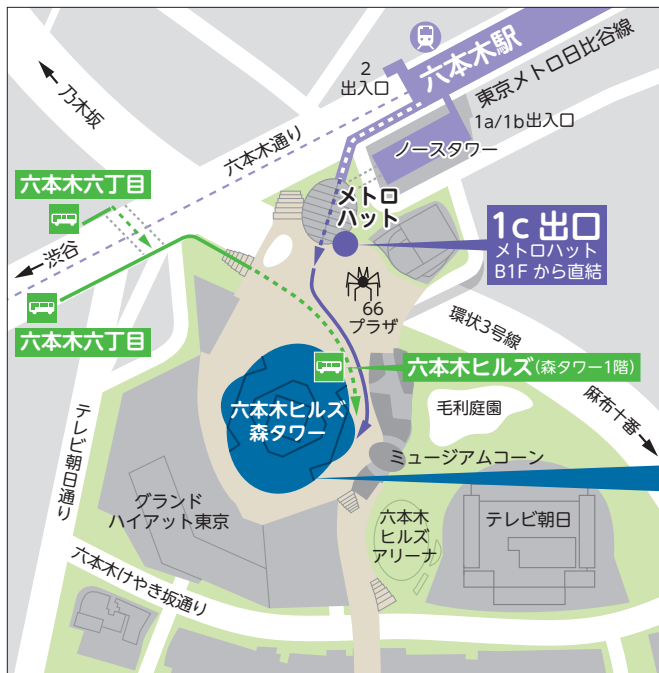 六本木駅
2
出入口
東京メトロ日比谷線
1a/1b出入口
ノースタワー
乃木坂
六本木通り
六本木六丁目
メトロ
ハット
1c 出口
メトロハット
B1F から直結
渋谷
六本木六丁目
66
プラザ
環状3号線
六本木ヒルズ(森タワー1階)
麻布十番
六本木ヒルズ
森タワー
毛利庭園
テレビ朝日通り
ミュージアムコーン
グランド
ハイアット東京
六本木
ヒルズ
アリーナ
テレビ朝日
六本木けやき坂通り